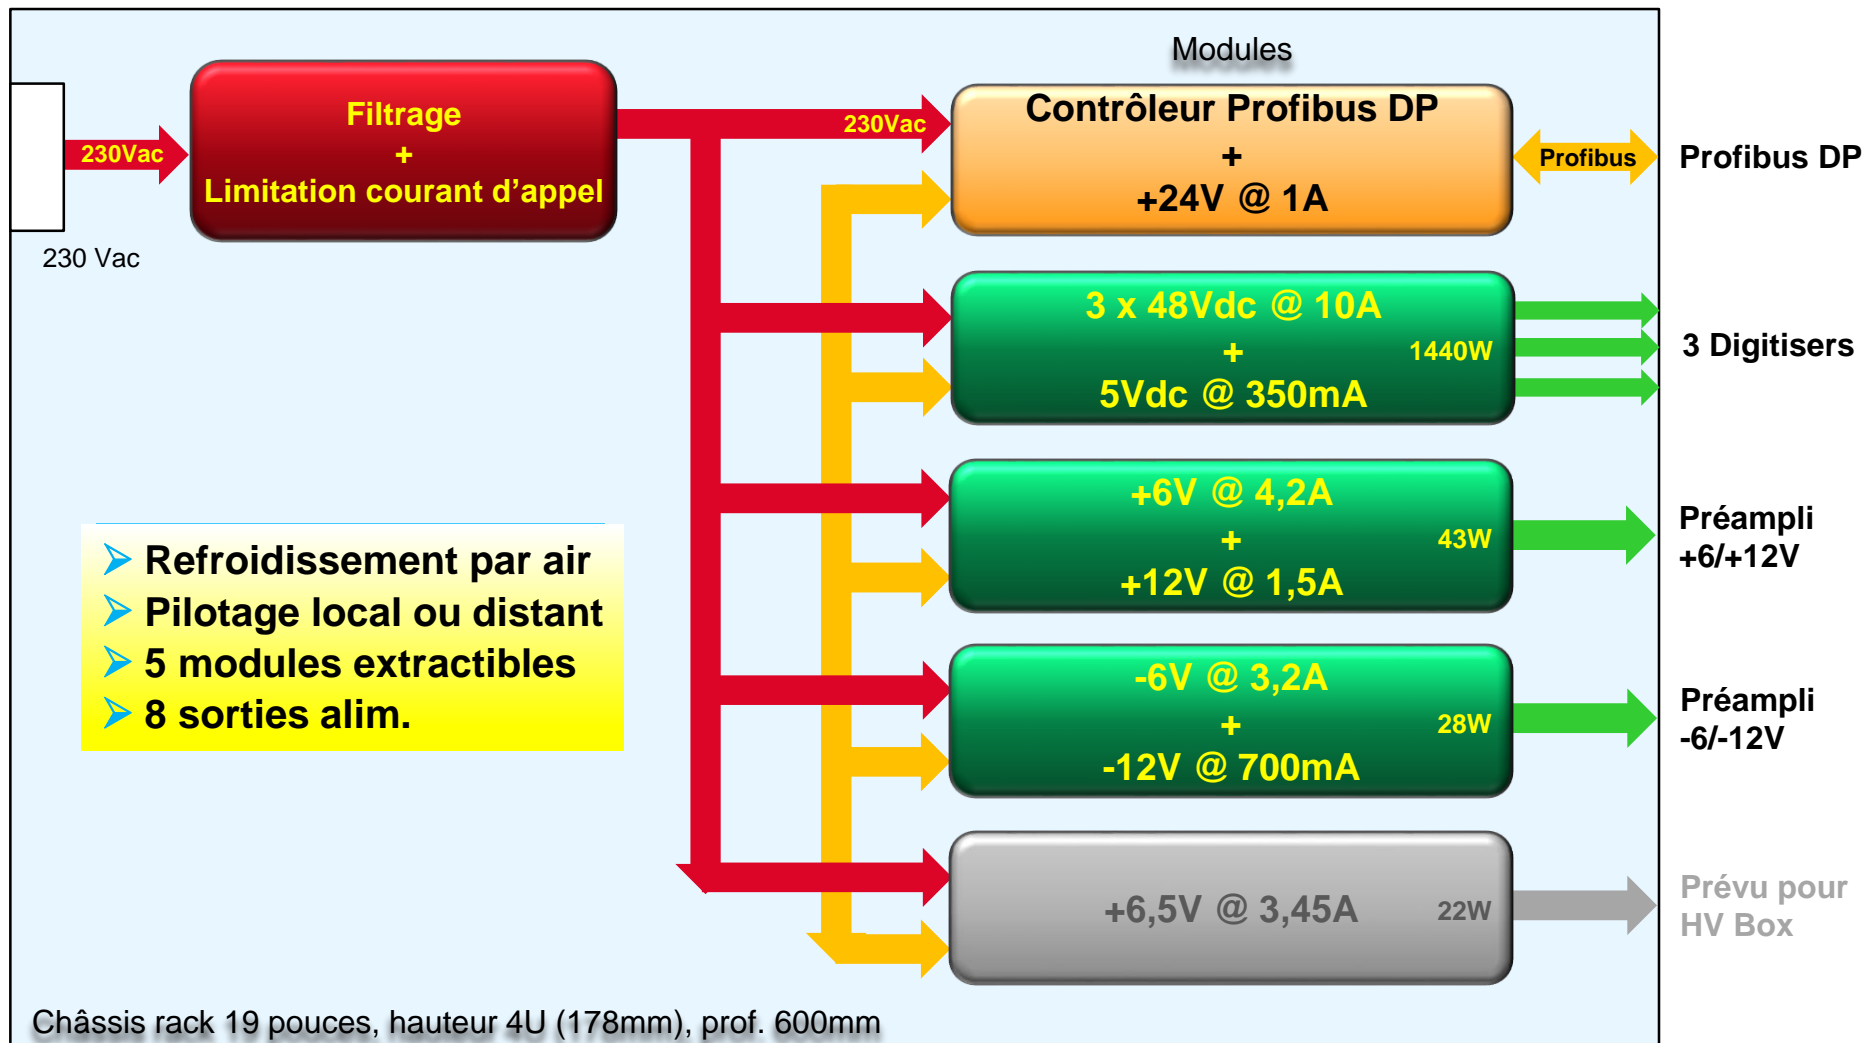 Modules
230Vac
230 Vac
Filtrage
+
Limitation courant d'appel
230Vac
Contrôleur Profibus DP
+
+24V @ 1A
Profibus
Profibus DP
3 x 48Vdc @ 10A
+
1440W
5Vdc @ 350mA
3 Digitisers
+6V @ 4,2A
+
43W
+12V @ 1,5A
Préampli
+6/+12V
-6V @ 3,2A
+
28W
-12V @ 700mA
Préampli
-6/-12V
+6,5V @ 3,45A
22W
Prévu pour
HV Box
Refroidissement par air
Pilotage local ou distant
5 modules extractibles
8 sorties alim.
Châssis rack 19 pouces, hauteur 4U (178mm), prof. 600mm